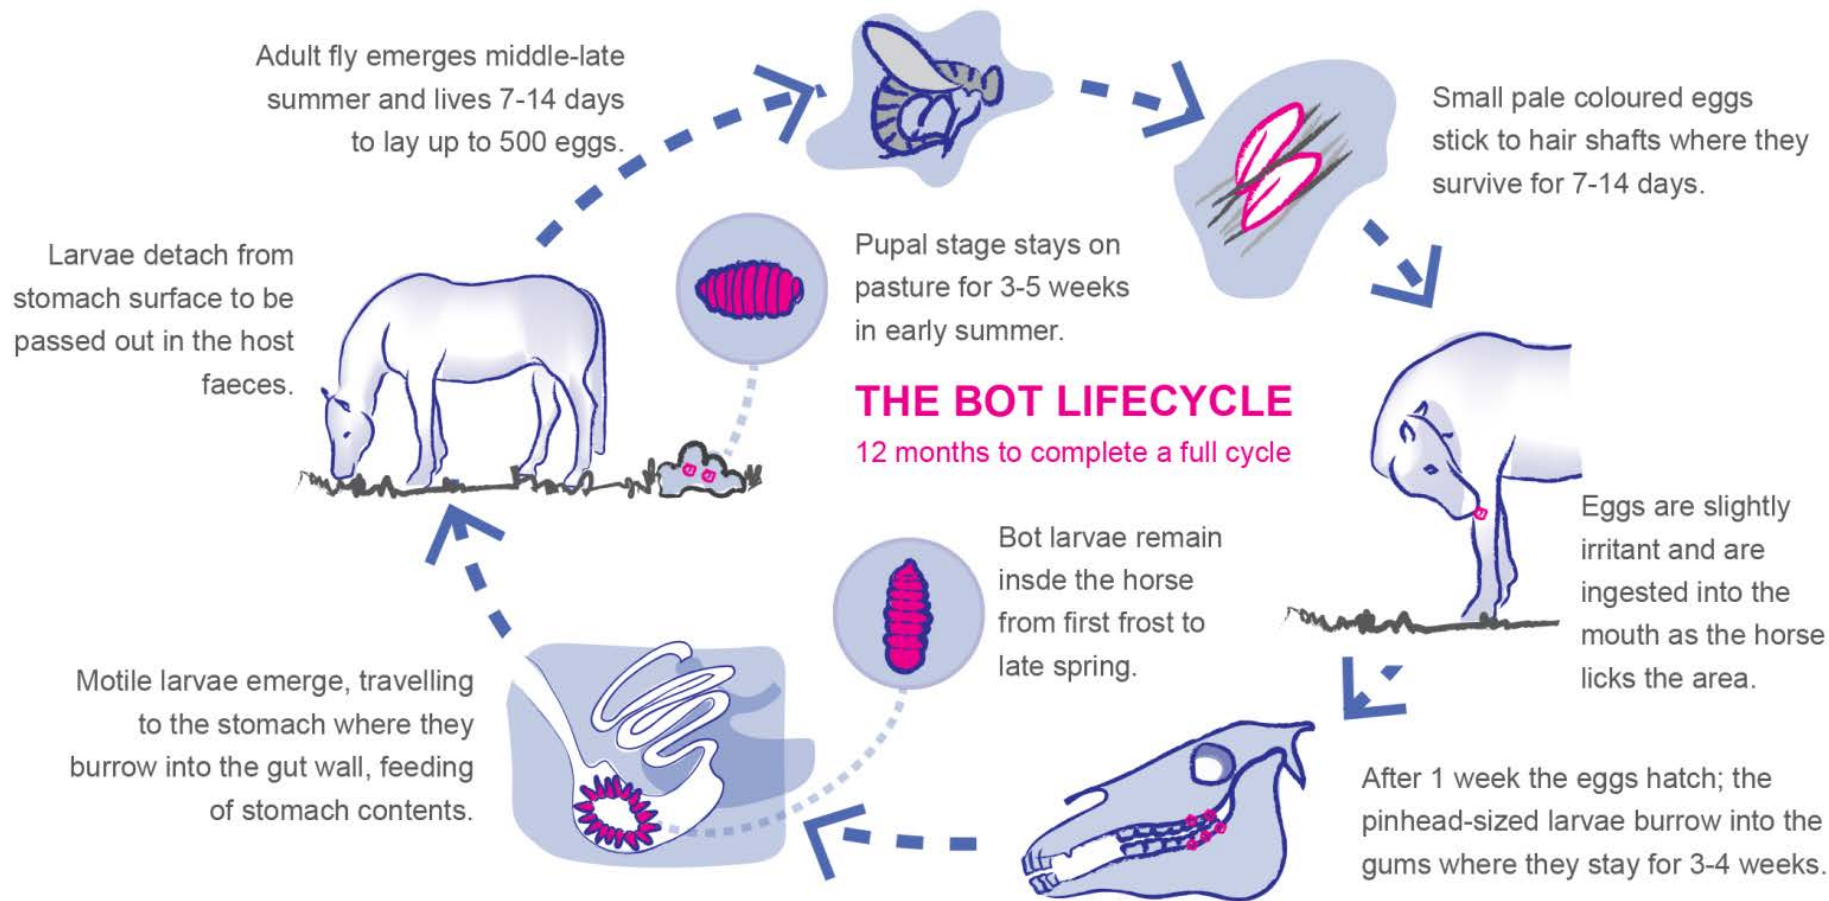 Adult fly emerges middle-late
summer and lives 7-14 days
to lay up to 500 eggs.
Small pale coloured eggs
stick to hair shafts where they
survive for 7-14 days.
Larvae detach from
stomach surface to be
passed out in the host
faeces.
Pupal stage stays on
pasture for 3-5 weeks
in early summer.
THE BOT LIFECYCLE
12 months to complete a full cycle
Eggs are slightly
irritant and are
ingested into the
mouth as the horse
licks the area.
Bot larvae remain
insde the horse
from first frost to
late spring.
Motile larvae emerge, travelling
to the stomach where they
burrow into the gut wall, feeding
of stomach contents.
After 1 week the eggs hatch; the
pinhead-sized larvae burrow into the
gums where they stay for 3-4 weeks.